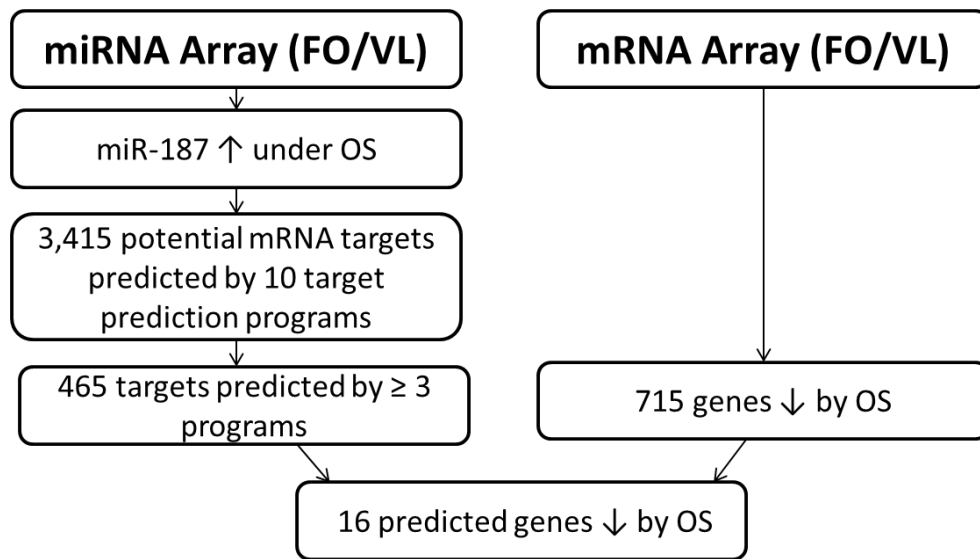 miRNA Array (FO/VL)
miR-187 ↑ under OS
3,415 potential mRNA targets
predicted by 10 target
prediction programs
465 targets predicted by ≥ 3
programs
mRNA Array (FO/VL)
715 genes ↓ by OS
16 predicted genes ↓ by OS